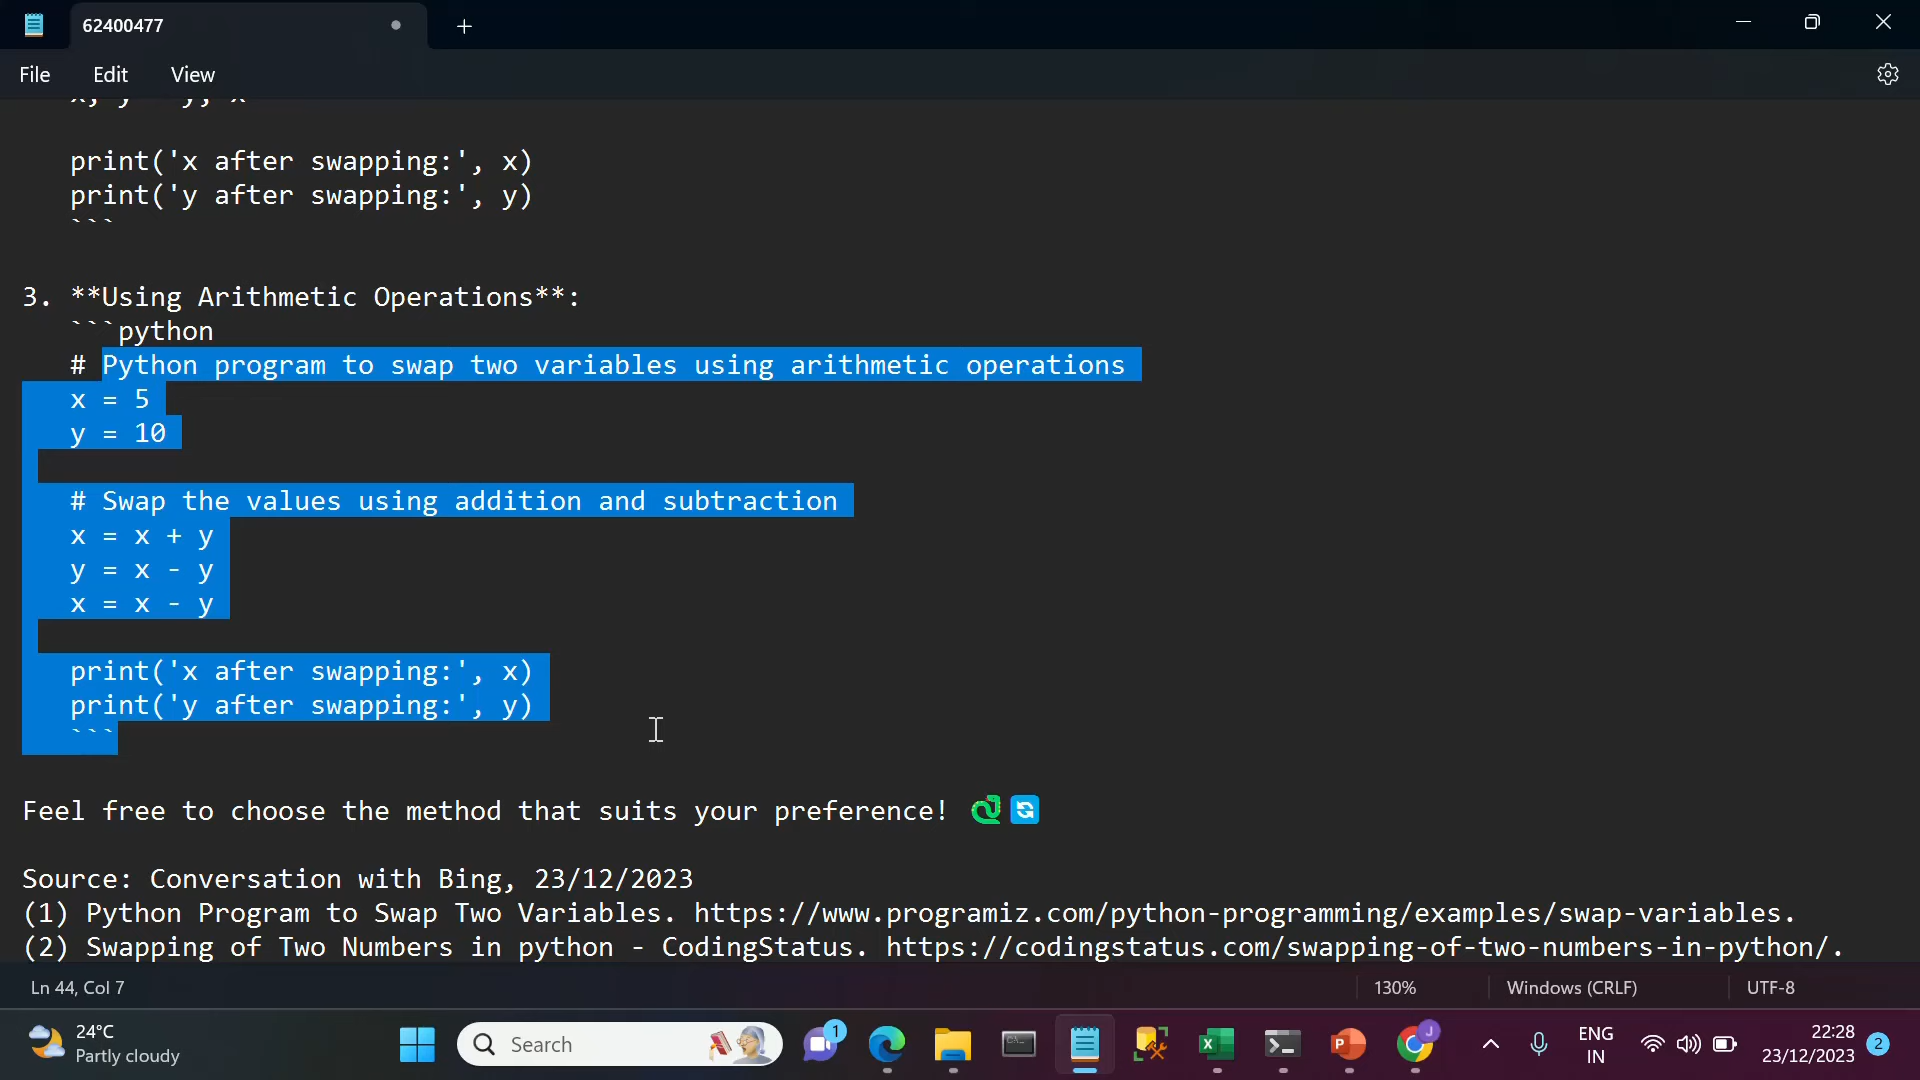 62400477
File Edit View
x, y = y, x
print('x after swapping:', x)
print('y after swapping:', y)
```
3. **Using Arithmetic Operations**:
```python
# Python program to swap two variables using arithmetic operations
x = 5
y = 10
# Swap the values using addition and subtraction
x = x + y
y = x - y
x = x - y
print('x after swapping:', x)
print('y after swapping:', y)
```
Feel free to choose the method that suits your preference!
Source: Conversation with Bing, 23/12/2023
(1) Python Program to Swap Two Variables. https://www.programiz.com/python-programming/examples/swap-variables.
(2) Swapping of Two Numbers in python - CodingStatus. https://codingstatus.com/swapping-of-two-numbers-in-python/.
Ln 44, Col 7 130% Windows (CRLF) UTF-8
24°C
Partly cloudy
Search
1
X
P
J
ENG
IN
22:28
23/12/2023
2